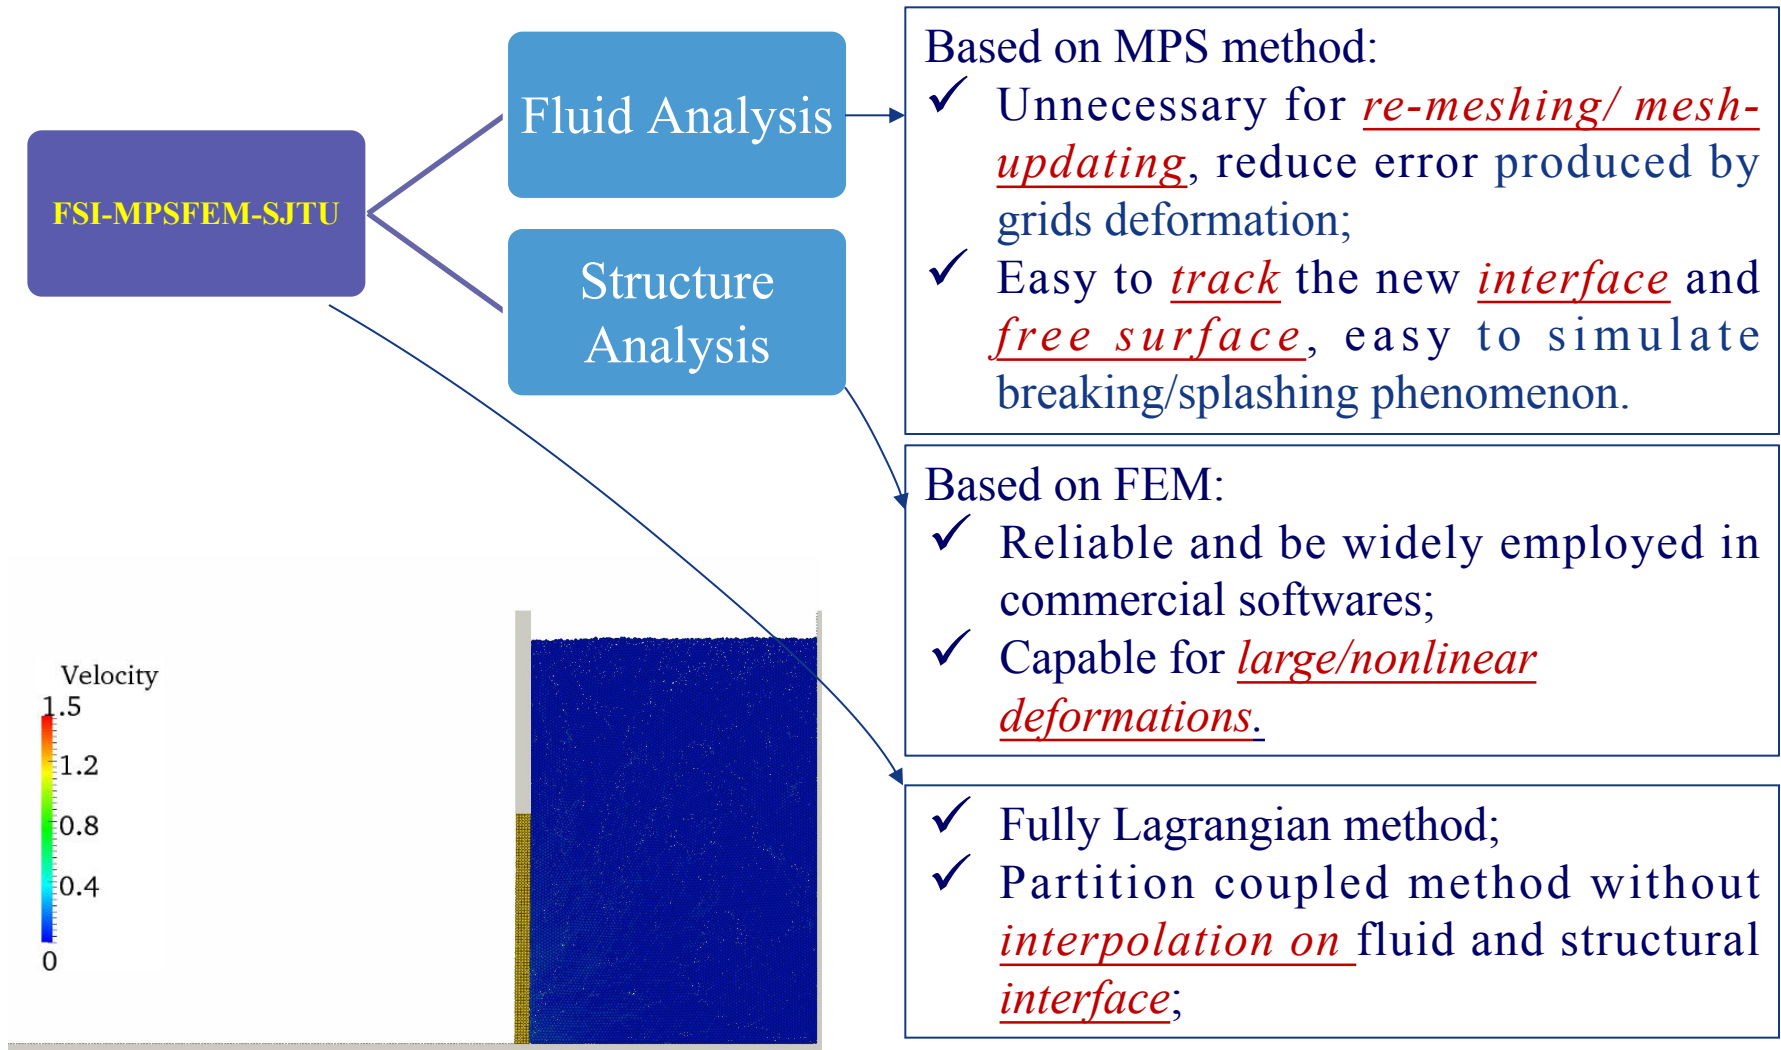 FSI-MPSFEM-SJTU
Fluid Analysis
Structure
Analysis
Based on MPS method:
✓ Unnecessary for re-meshing/ mesh-
updating, reduce error produced by
grids deformation;
✓ Easy to track the new interface and
free surface, easy to simulate
breaking/splashing phenomenon.
Based on FEM:
✓ Reliable and be widely employed in
commercial softwares;
✓ Capable for large/nonlinear
deformations.
✓ Fully Lagrangian method;
✓ Partition coupled method without
interpolation on fluid and structural
interface;
Velocity
1.5
1.2
0.8
0.4
0